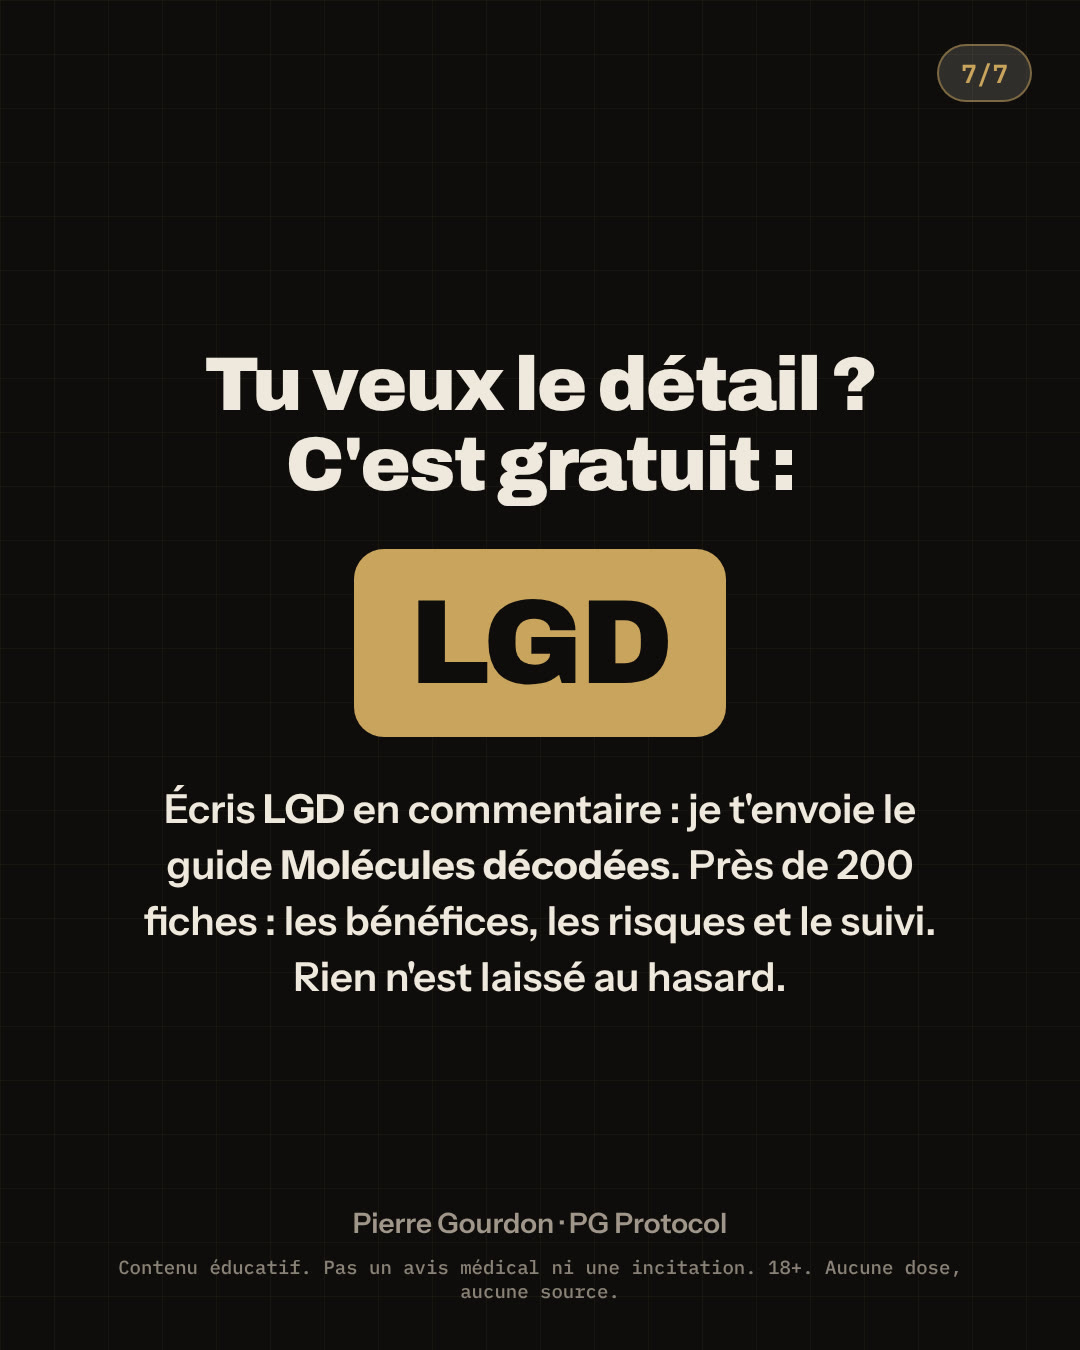 7/7
Tu veux le détail ?
C'est gratuit :
LGD
Écris LGD en commentaire : je t'envoie le
guide Molécules décodées. Près de 200
fiches : les bénéfices, les risques et le suivi.
Rien n'est laissé au hasard.
Pierre Gourdon · PG Protocol
Contenu éducatif. Pas un avis médical ni une incitation. 18+. Aucune dose,
aucune source.